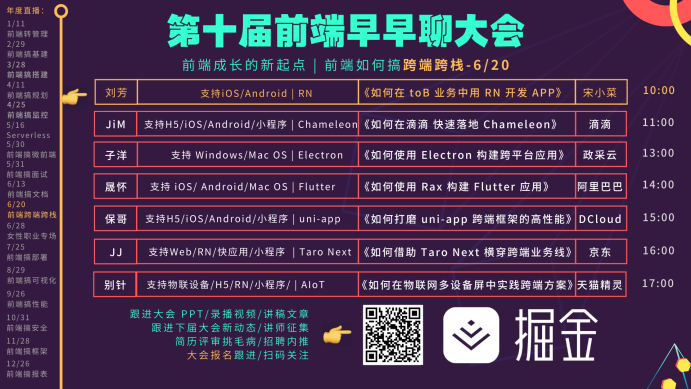 年度直播：
1/11
前端转管理
2/29
前端搞基建
3/28
前端搞搭建
4/11
前端搞规划
4/25
前端搞监控
5/16
Serverless
5/30
前端搞微前端
5/31
前端搞面试
6/13
前端搞文档
6/20
前端跨端跨栈
6/28
女性职业专场
7/25
前端搞部署
8/29
前端搞可视化
9/26
前端搞性能
10/31
前端搞安全
11/28
前端搞框架
12/26
前端搞报表
第十届前端早早聊大会
前端成长的新起点 | 前端如何搞跨端跨栈-6/20
刘芳 支持iOS/Android | RN 《如何在 toB 业务中用 RN 开发 APP》 宋小菜 10:00
JiM 支持H5/iOS/Android/小程序 | Chameleon 《如何在滴滴 快速落地 Chameleon》 滴滴 11:00
子洋 支持 Windows/Mac OS | Electron 《如何使用 Electron 构建跨平台应用》 政采云 13:00
晟怀 支持 iOS/ Android/Mac OS | Flutter 《如何使用 Rax 构建 Flutter 应用》 阿里巴巴 14:00
保哥 支持H5/iOS/Android/小程序 | uni-app 《如何打磨 uni-app 跨端框架的高性能》 DCloud 15:00
JJ 支持Web/RN/快应用/小程序 | Taro Next 《如何借助 Taro Next 横穿跨端业务线》 京东 16:00
别针 支持物联设备/H5/RN/小程序/ | AIoT 《如何在物联网多设备屏中实践跨端方案》 天猫精灵 17:00
跟进大会 PPT/录播视频/讲稿文章
跟进下届大会新动态/讲师征集
简历评审挑毛病/招聘内推
大会报名跟进/扫码关注
掘金